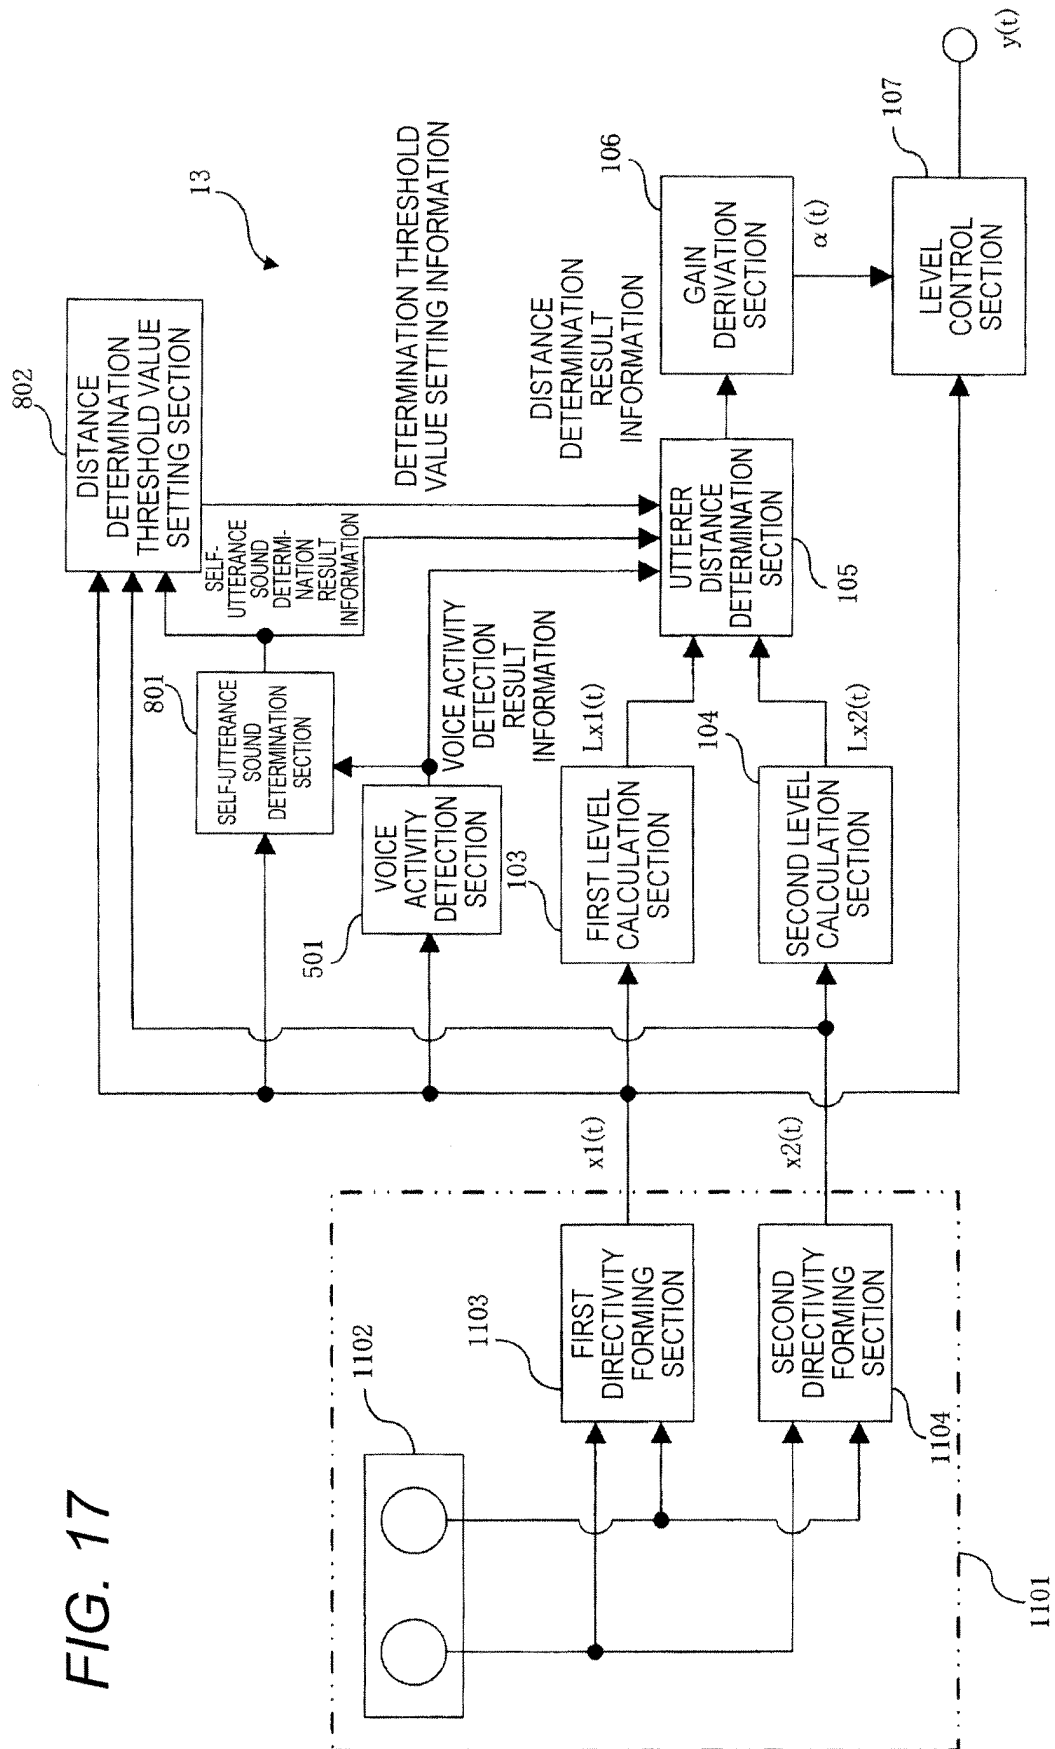 FIG. 17
13
802
DISTANCE
DETERMINATION
THRESHOLD VALUE
SETTING SECTION
801
SELF-UTTERANCE
SOUND
DETERMINATION
SECTION
SELF-
UTTERANCE
SOUND
DETERMI-
NATION
RESULT
INFORMATION
DETERMINATION THRESHOLD
VALUE SETTING INFORMATION
501
VOICE
ACTIVITY
DETECTION
SECTION
VOICE ACTIVITY
DETECTION
RESULT
INFORMATION
1102
1103
FIRST
DIRECTIVITY
FORMING
SECTION
x1(t)
103
FIRST LEVEL
CALCULATION
SECTION
Lx1(t)
DISTANCE
DETERMINATION
RESULT
INFORMATION
106
GAIN
DERIVATION
SECTION
α(t)
UTTERER
DISTANCE
DETERMINATION
SECTION
105
SECOND
DIRECTIVITY
FORMING
SECTION
1104
x2(t)
104
SECOND LEVEL
CALCULATION
SECTION
Lx2(t)
107
LEVEL
CONTROL
SECTION
y(t)
1101